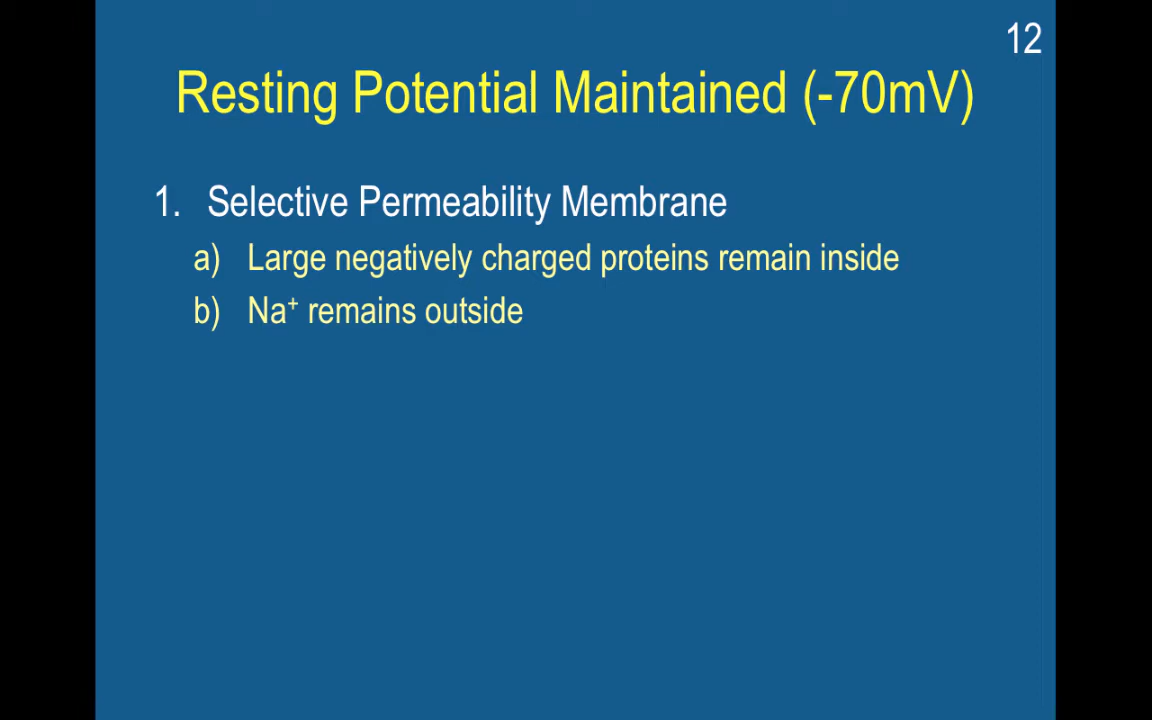 12
Resting Potential Maintained (-70mV)
1. Selective Permeability Membrane
a) Large negatively charged proteins remain inside
b) Na⁺ remains outside